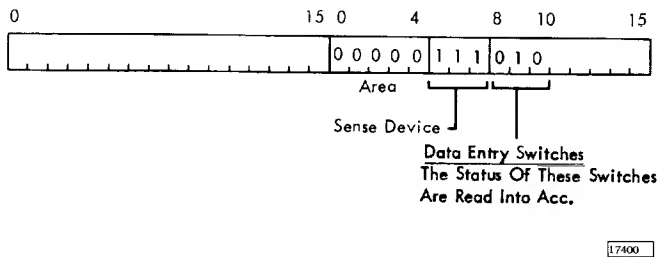 0 15 0 4 8 10 15
0 0 0 0 0 1 1 1 0 1 0
Area
Sense Device
Data Entry Switches
The Status Of These Switches
Are Read Into Acc.
17400